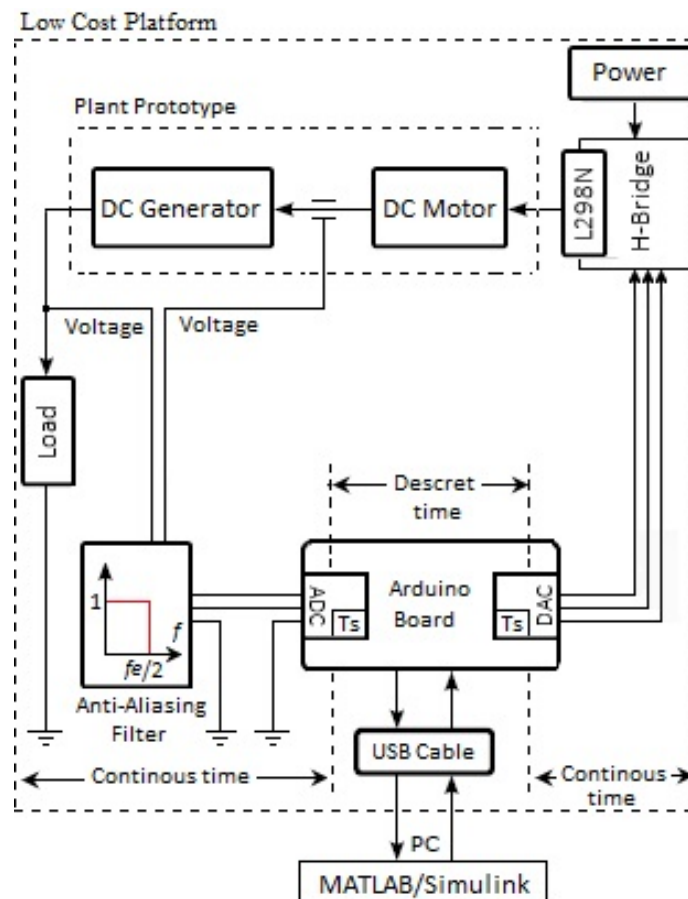 Low Cost Platform
Power
Plant Prototype
DC Generator
DC Motor
L298N
H-Bridge
Voltage
Voltage
Load
Descret
time
1
f
fe/2
ADC
Ts
Arduino
Board
Ts
DAC
Anti-Aliasing
Filter
USB Cable
Continous time
Continous
time
PC
MATLAB/Simulink